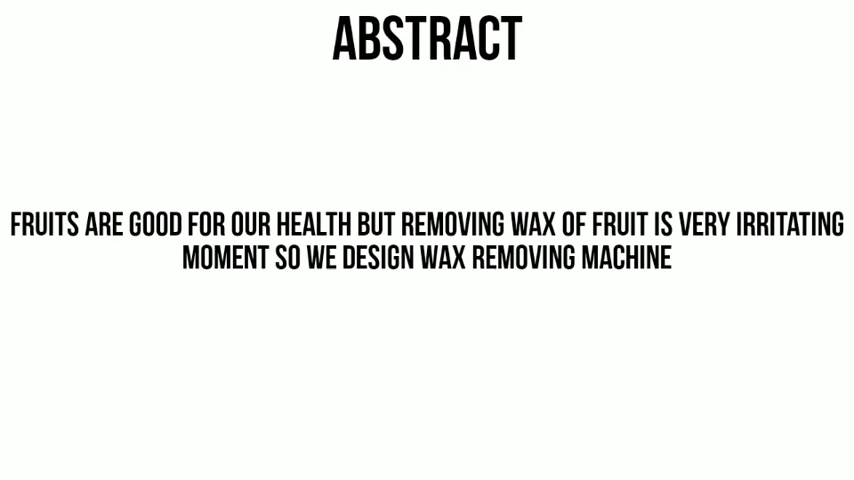 ABSTRACT
FRUITS ARE GOOD FOR OUR HEALTH BUT REMOVING WAX OF FRUIT IS VERY IRRITATING
MOMENT SO WE DESIGN WAX REMOVING MACHINE